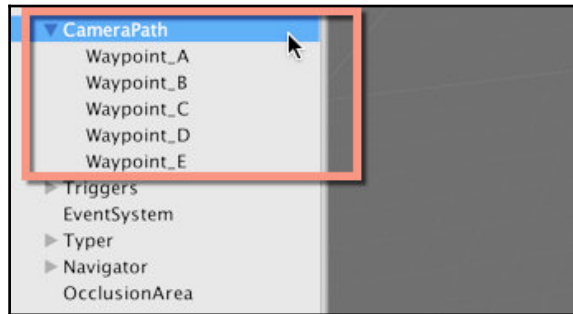 CameraPath
Waypoint_A
Waypoint_B
Waypoint_C
Waypoint_D
Waypoint_E
Triggers
EventSystem
Typer
Navigator
OcclusionArea